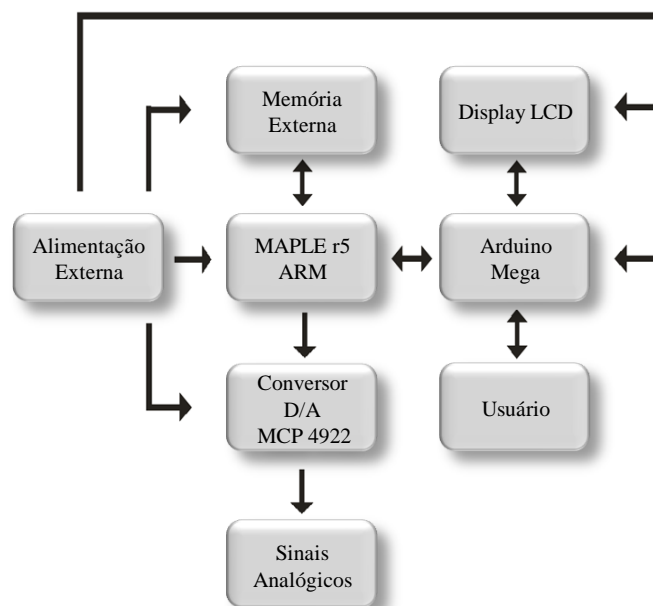 Memória
Externa
Display LCD
Alimentação
Externa
MAPLE r5
ARM
Arduino
Mega
Conversor
D/A
MCP 4922
Usuário
Sinais
Analógicos